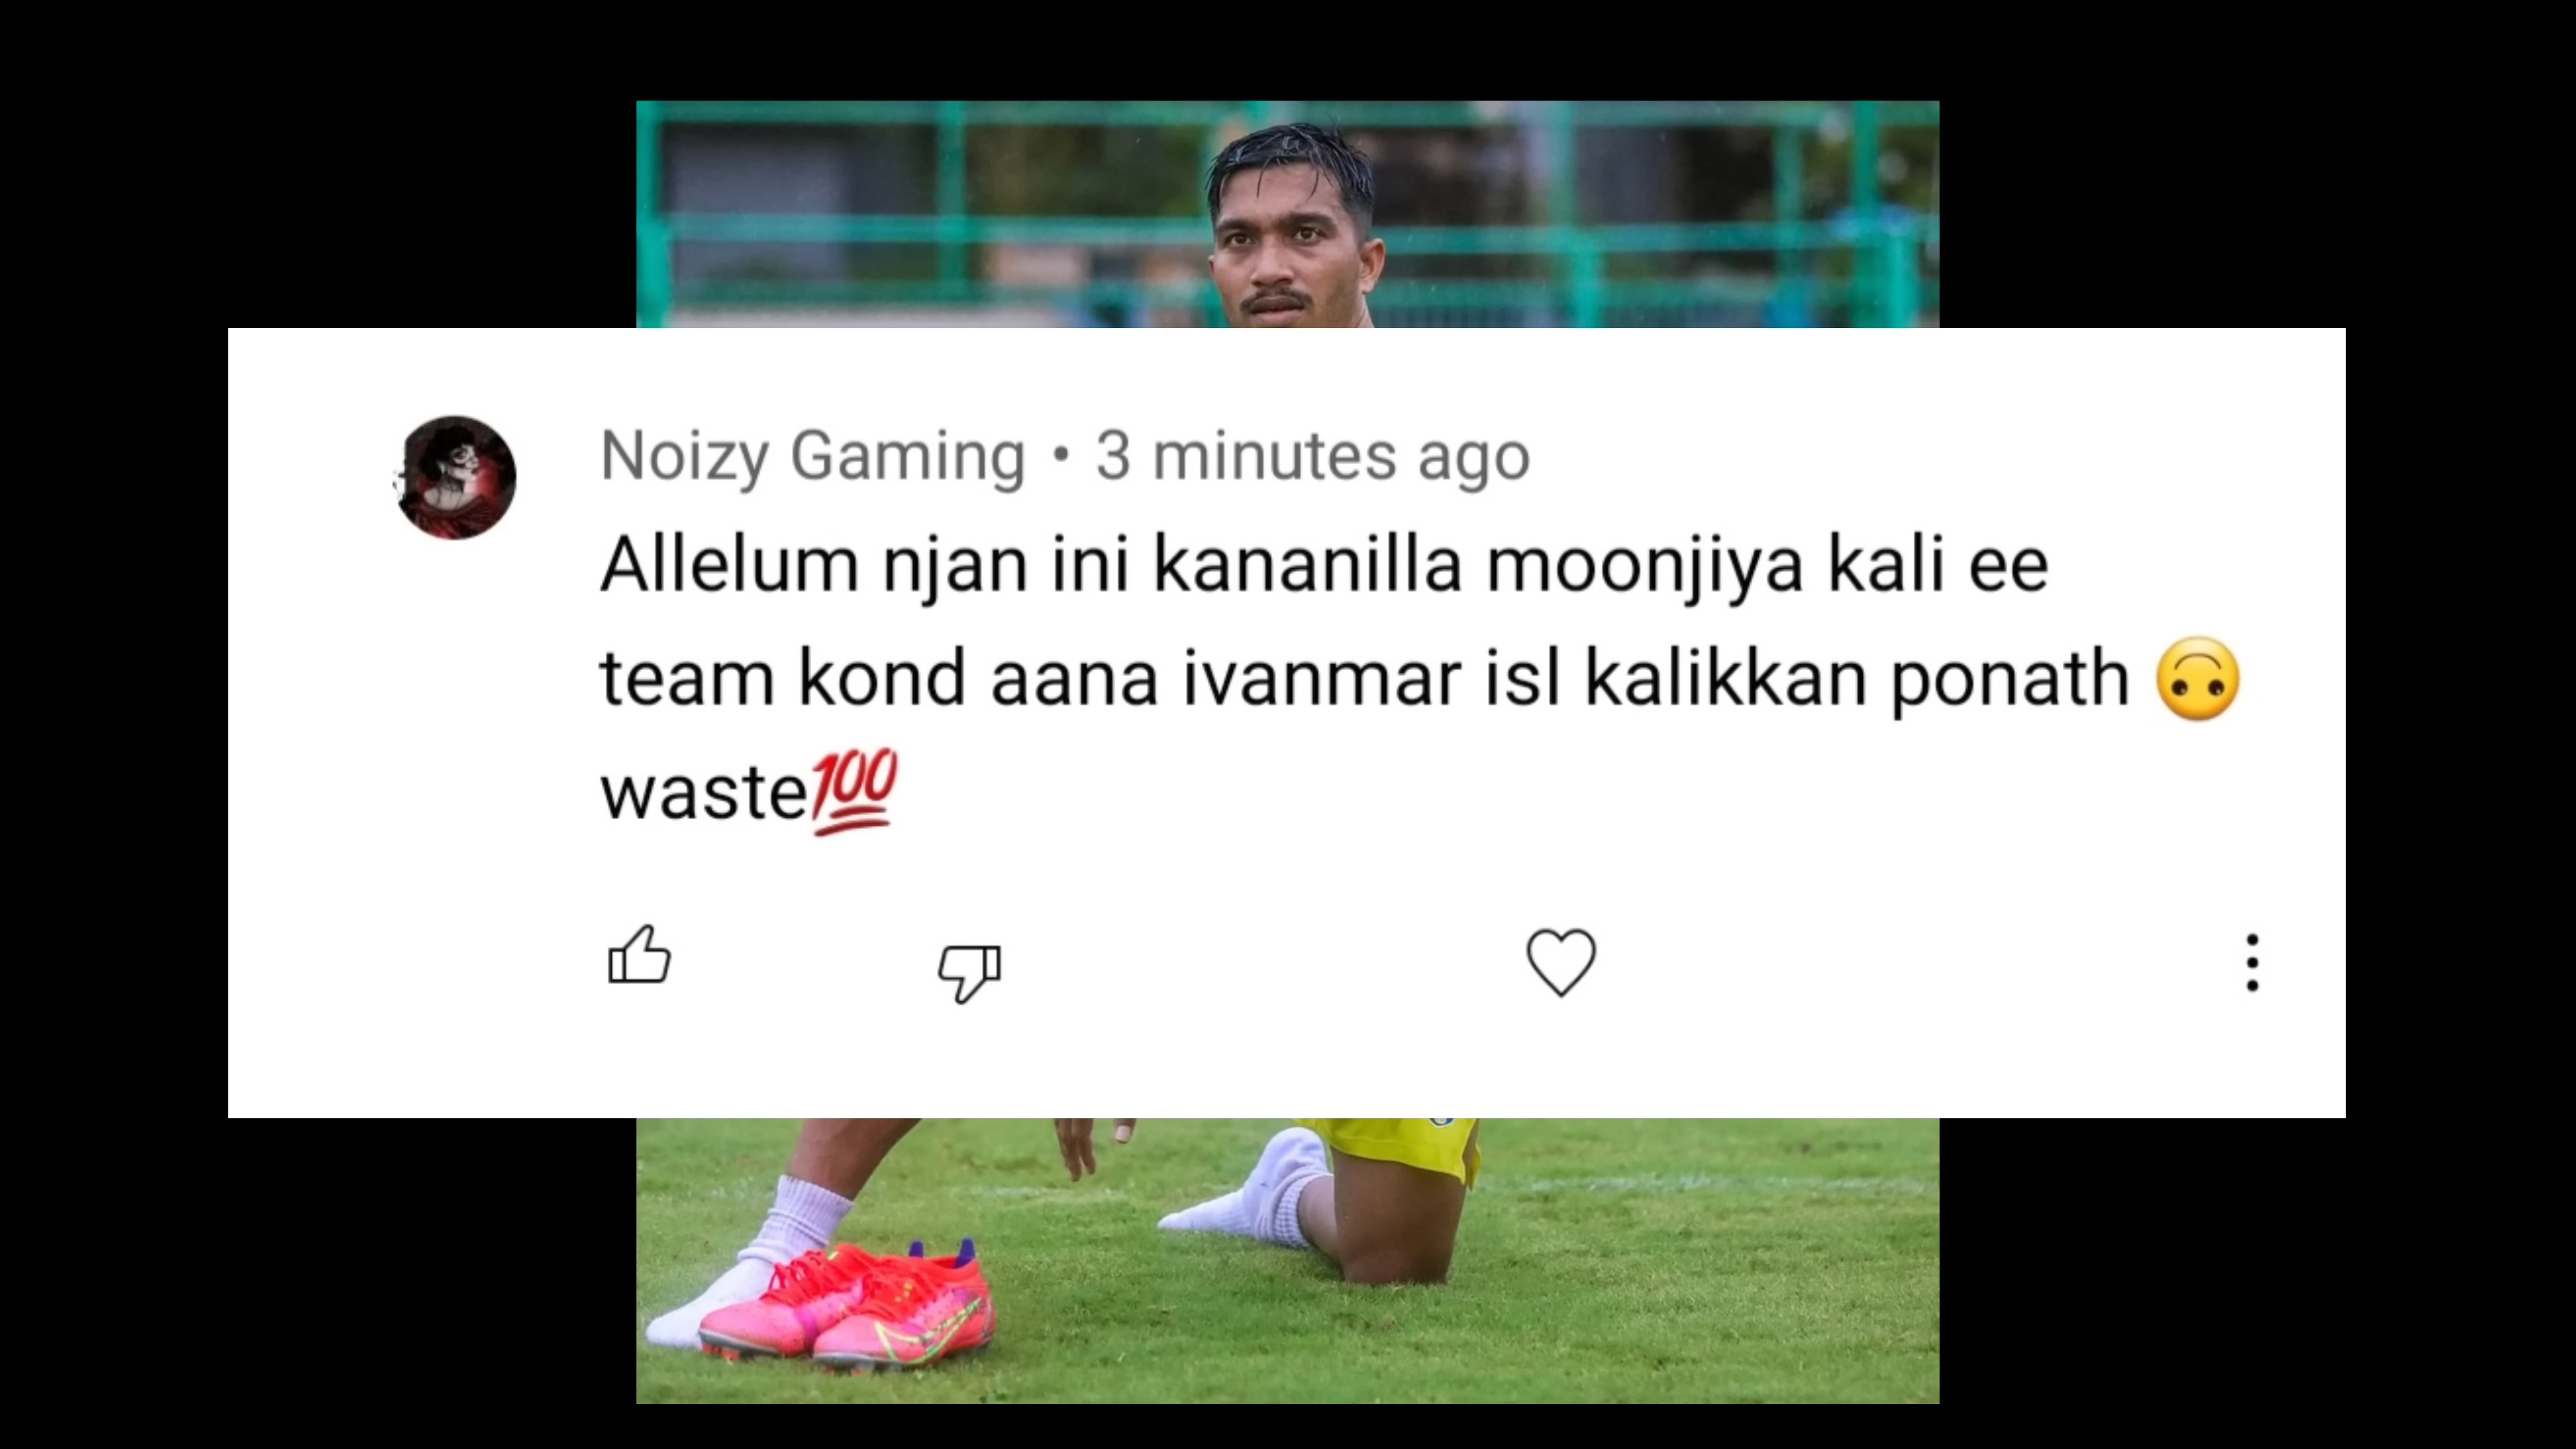 Noizy Gaming • 3 minutes ago
Allelum njan ini kananilla moonjiya kali ee
team kond aana ivanmar isl kalikkan ponath 🙃
waste💯